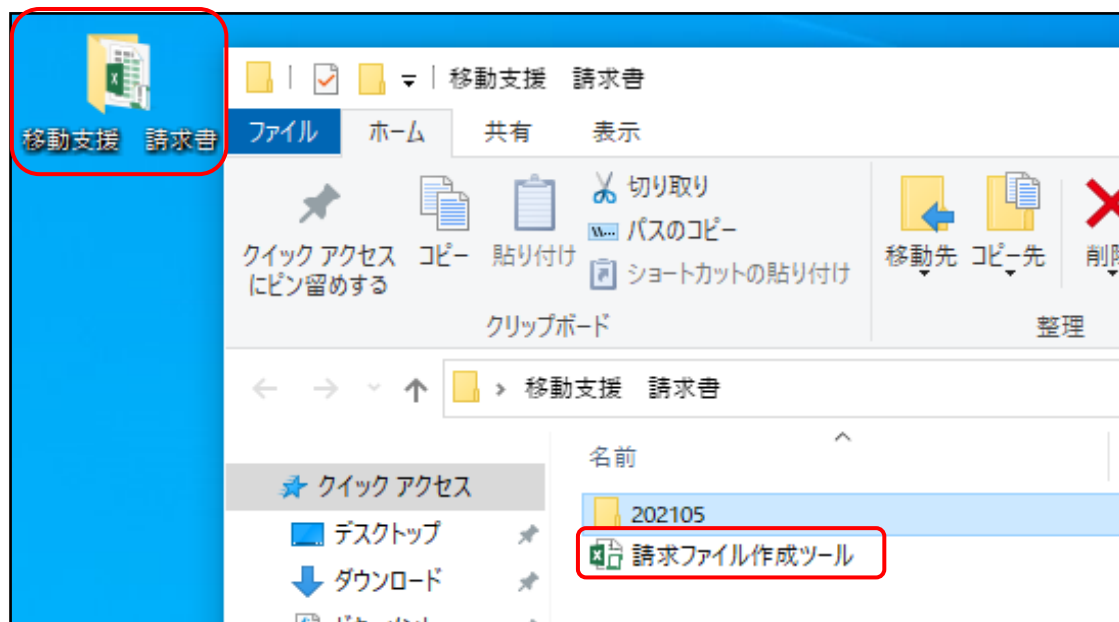 移動支援　請求書
移動支援　請求書
ファイル　ホーム　共有　表示
クイック アクセス
にピン留めする
コピー
貼り付け
切り取り
パスのコピー
ショートカットの貼り付け
移動先
コピー先
クリップボード
整理
移動支援　請求書
名前
クイック アクセス
デスクトップ
ダウンロード
202105
請求ファイル作成ツール